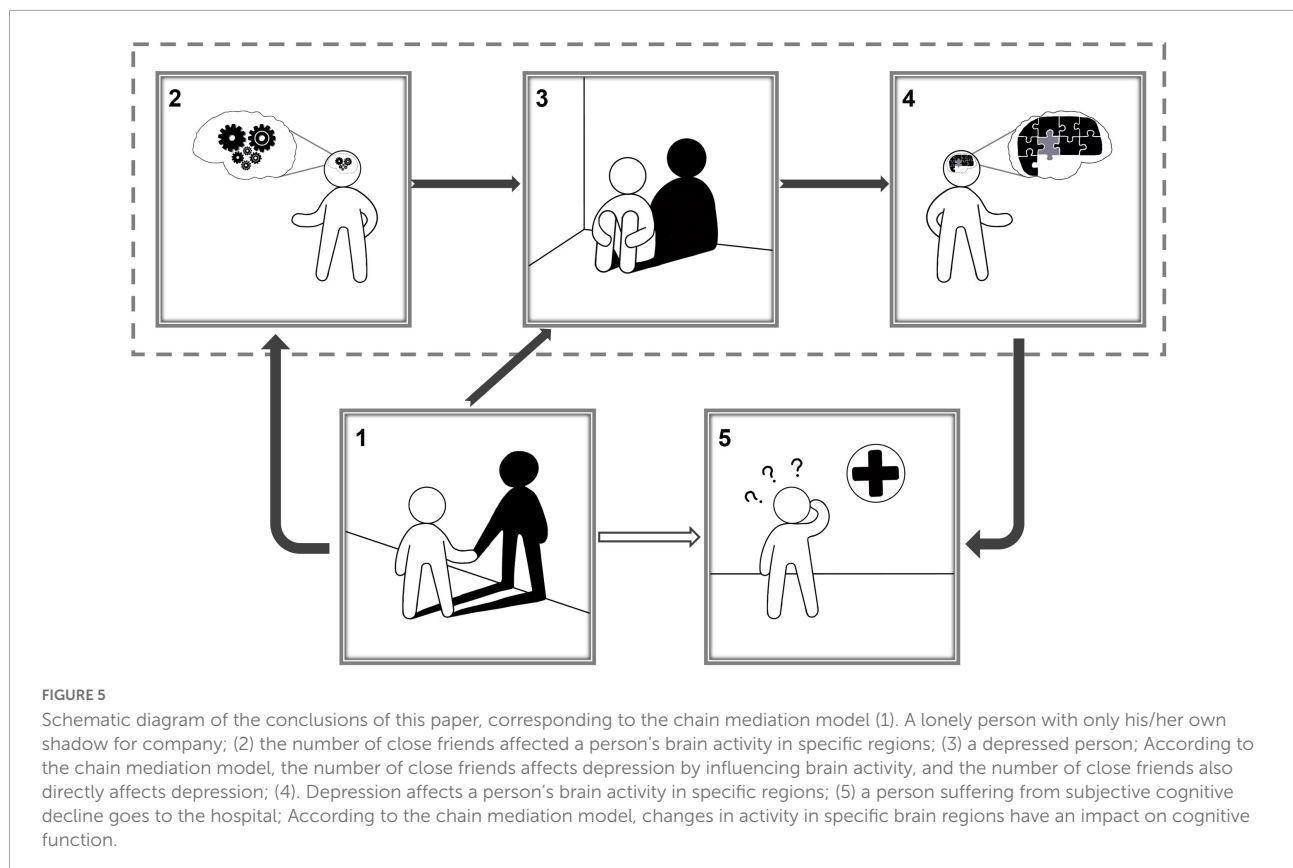 2
3
4
1
5
? ? ?
FIGURE 5
Schematic diagram of the conclusions of this paper, corresponding to the chain mediation model (1). A lonely person with only his/her own
shadow for company; (2) the number of close friends affected a person's brain activity in specific regions; (3) a depressed person; According to
the chain mediation model, the number of close friends affects depression by influencing brain activity, and the number of close friends also
directly affects depression; (4). Depression affects a person's brain activity in specific regions; (5) a person suffering from subjective cognitive
decline goes to the hospital; According to the chain mediation model, changes in activity in specific brain regions have an impact on cognitive
function.